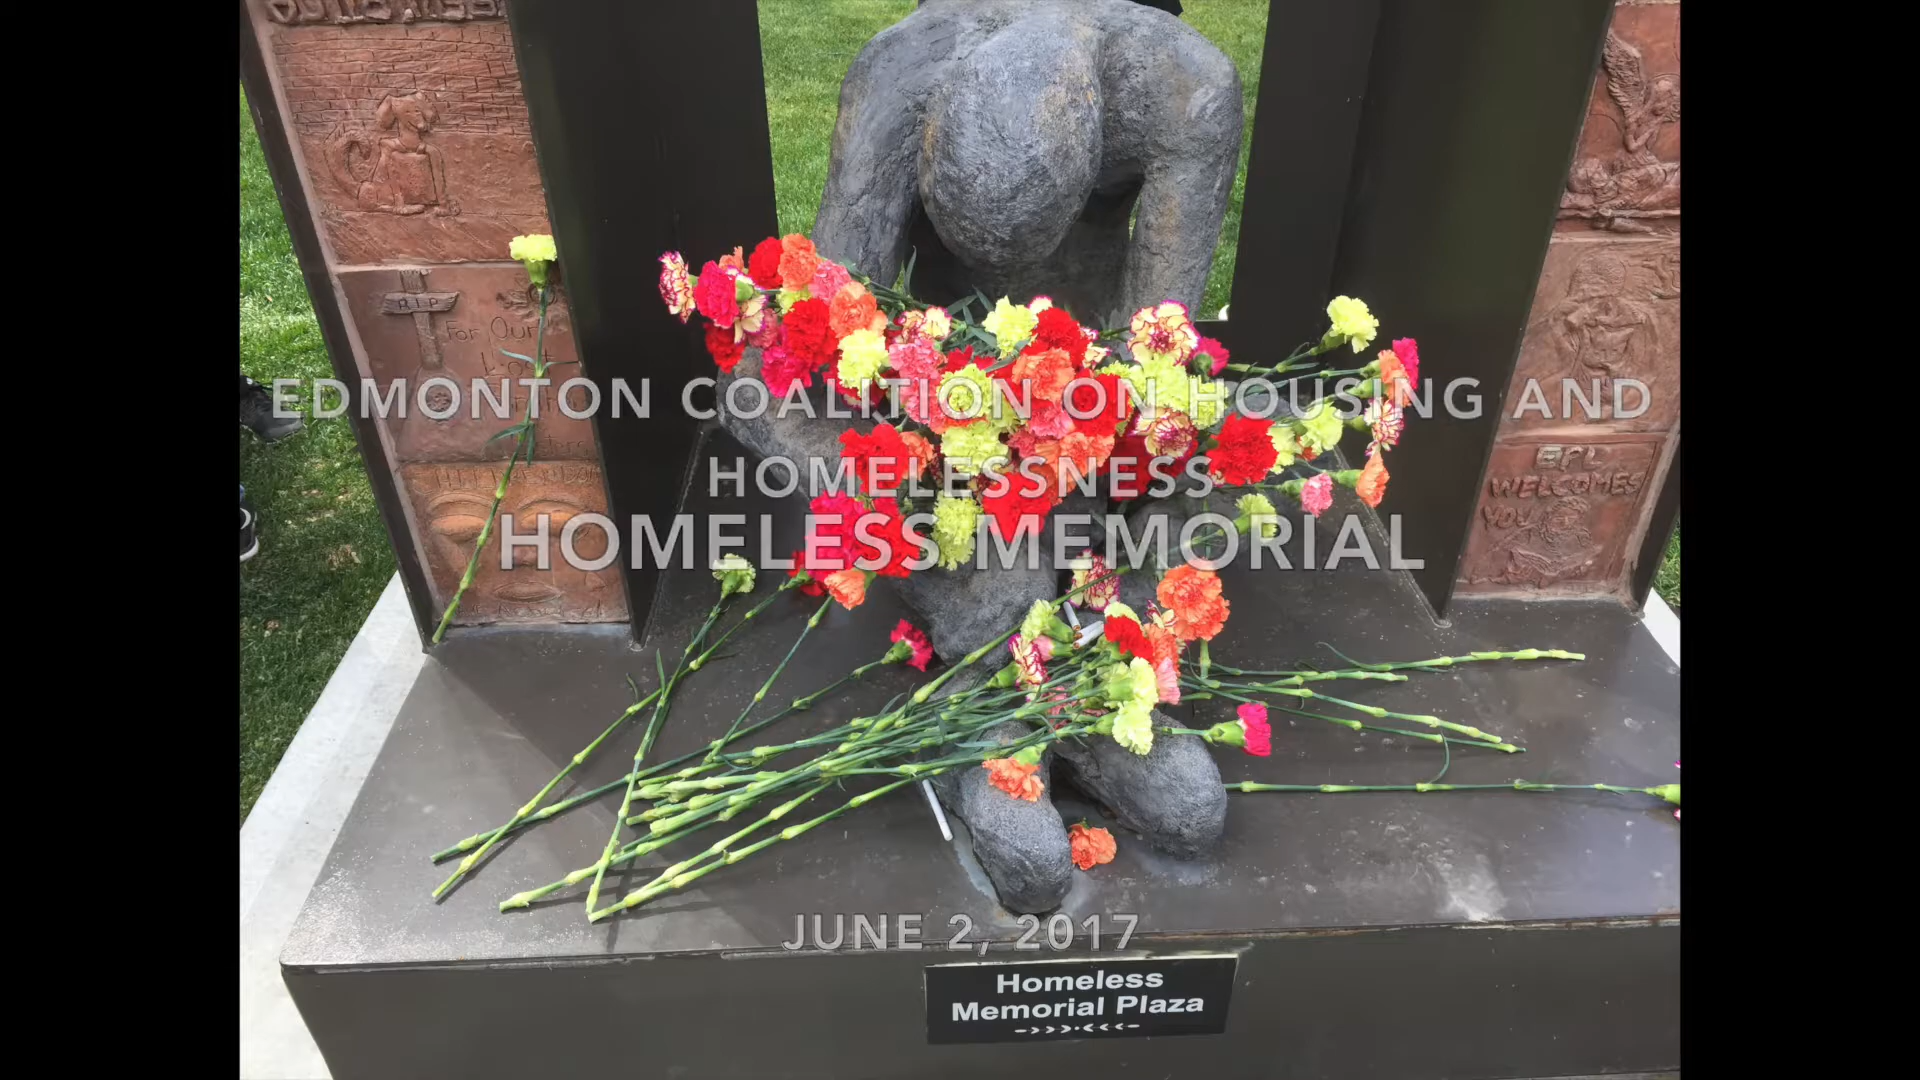 RIP
For Our
EDMONTON COALITION ON HOUSING AND
HOMELESSNESS
HOMELESS MEMORIAL
EPL
WELCOMES
YOU
JUNE 2, 2017
Homeless
Memorial Plaza